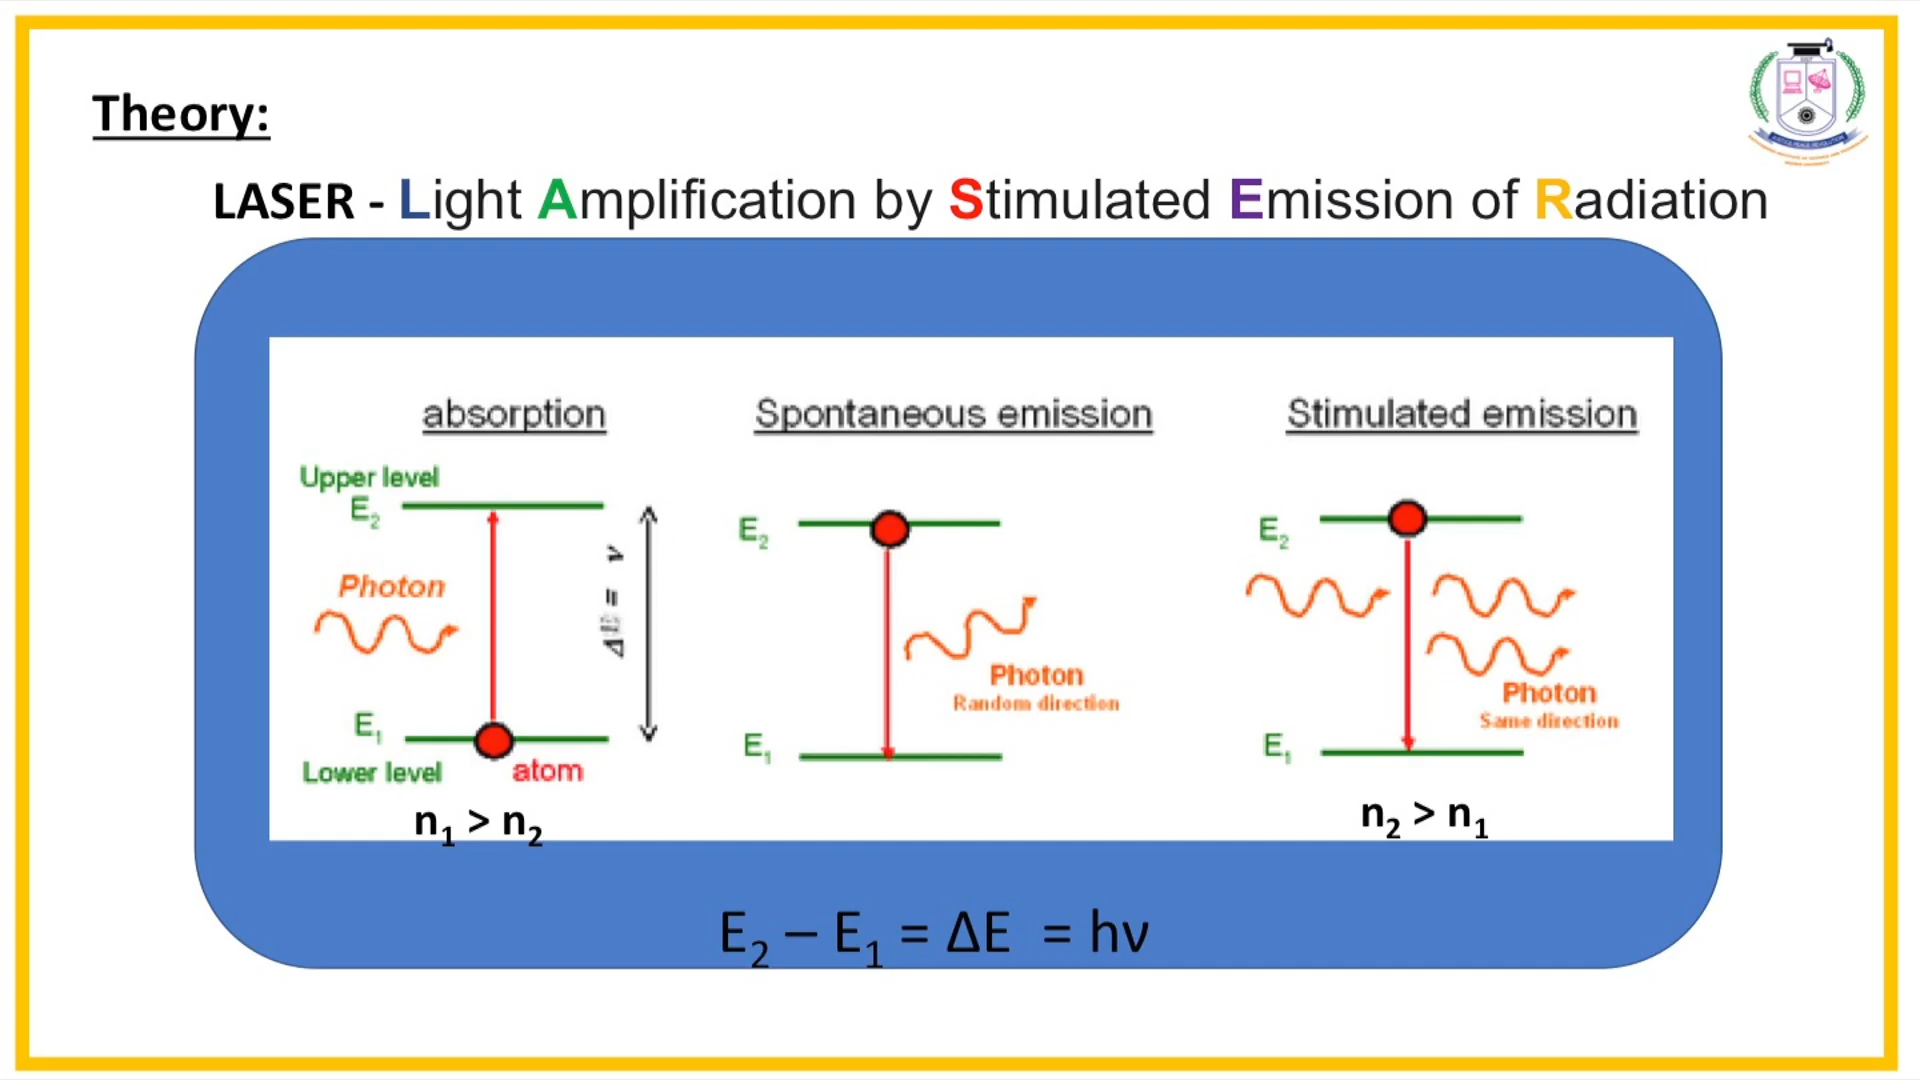 Theory:
LASER - Light Amplification by Stimulated Emission of Radiation
absorption
Upper level
E₂
Photon
ΔE = ν
E₁
Lower level
atom
n₁ > n₂
Spontaneous emission
E₂
Photon
Random direction
E₁
Stimulated emission
E₂
Photon
Same direction
E₁
n₂ > n₁
E₂ – E₁ = ΔE = hν